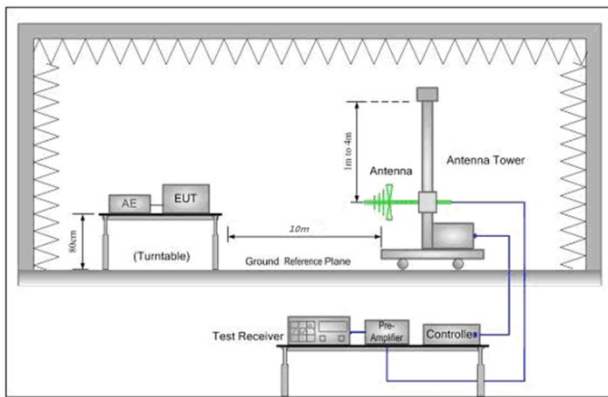 1m to 4m
Antenna
Antenna Tower
AE
EUT
80cm
(Turntable)
10m
Ground Reference Plane
Test Receiver
Pre-
Amplifier
Controller